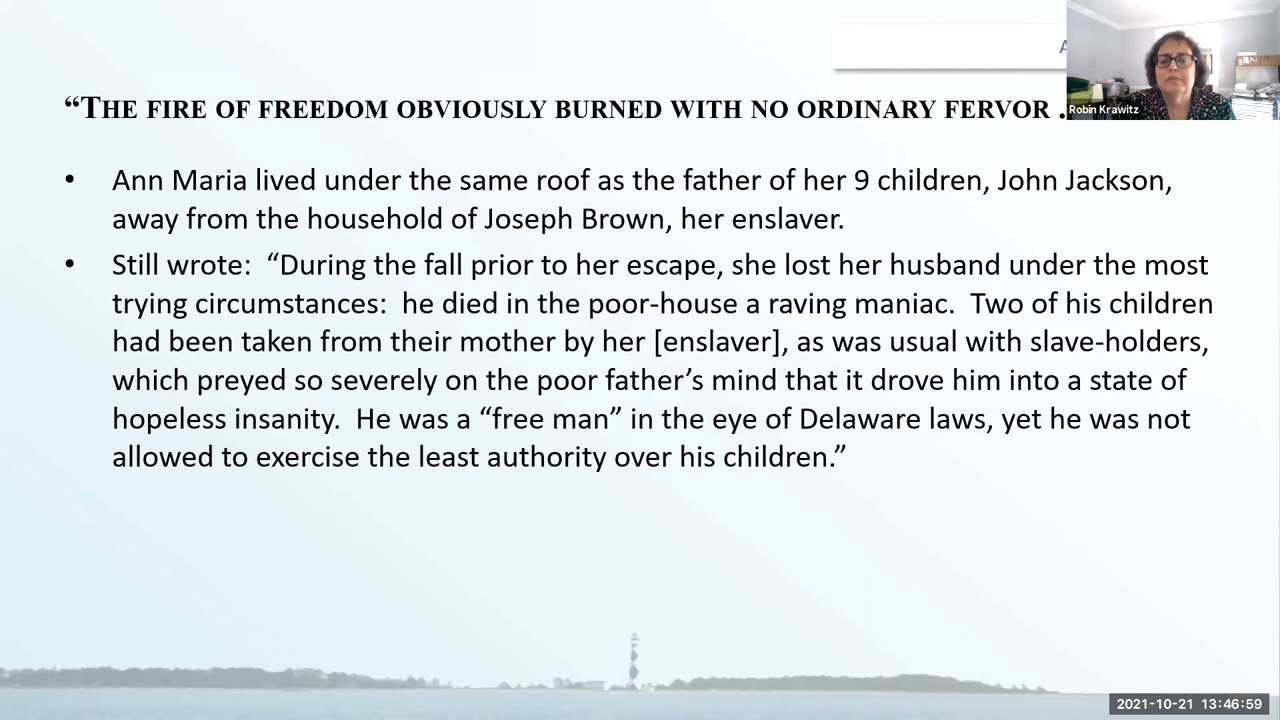 A
Robin Krawitz
“THE FIRE OF FREEDOM OBVIOUSLY BURNED WITH NO ORDINARY FERVOR .
• Ann Maria lived under the same roof as the father of her 9 children, John Jackson,
away from the household of Joseph Brown, her enslaver.
• Still wrote:  “During the fall prior to her escape, she lost her husband under the most
trying circumstances:  he died in the poor-house a raving maniac.  Two of his children
had been taken from their mother by her [enslaver], as was usual with slave-holders,
which preyed so severely on the poor father’s mind that it drove him into a state of
hopeless insanity.  He was a “free man” in the eye of Delaware laws, yet he was not
allowed to exercise the least authority over his children.”
2021-10-21  13:46:59